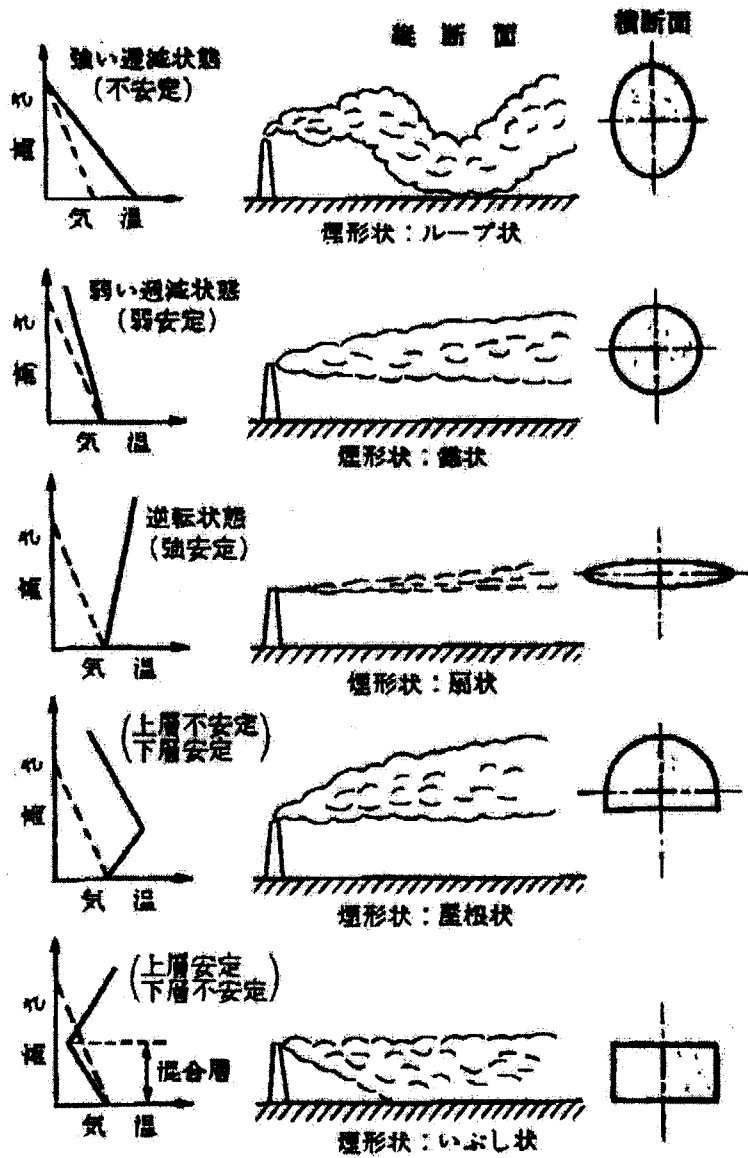 縦断面
横断面
強い逓減状態
(不安定)
高さ
気温
煙形状:ループ状
弱い逓減状態
(弱安定)
高さ
気温
煙形状:錐状
逆転状態
(強安定)
高さ
気温
煙形状:扇状
(上層不安定
下層安定)
高さ
気温
煙形状:屋根状
(上層安定
下層不安定)
高さ
混合層
気温
煙形状:いぶし状